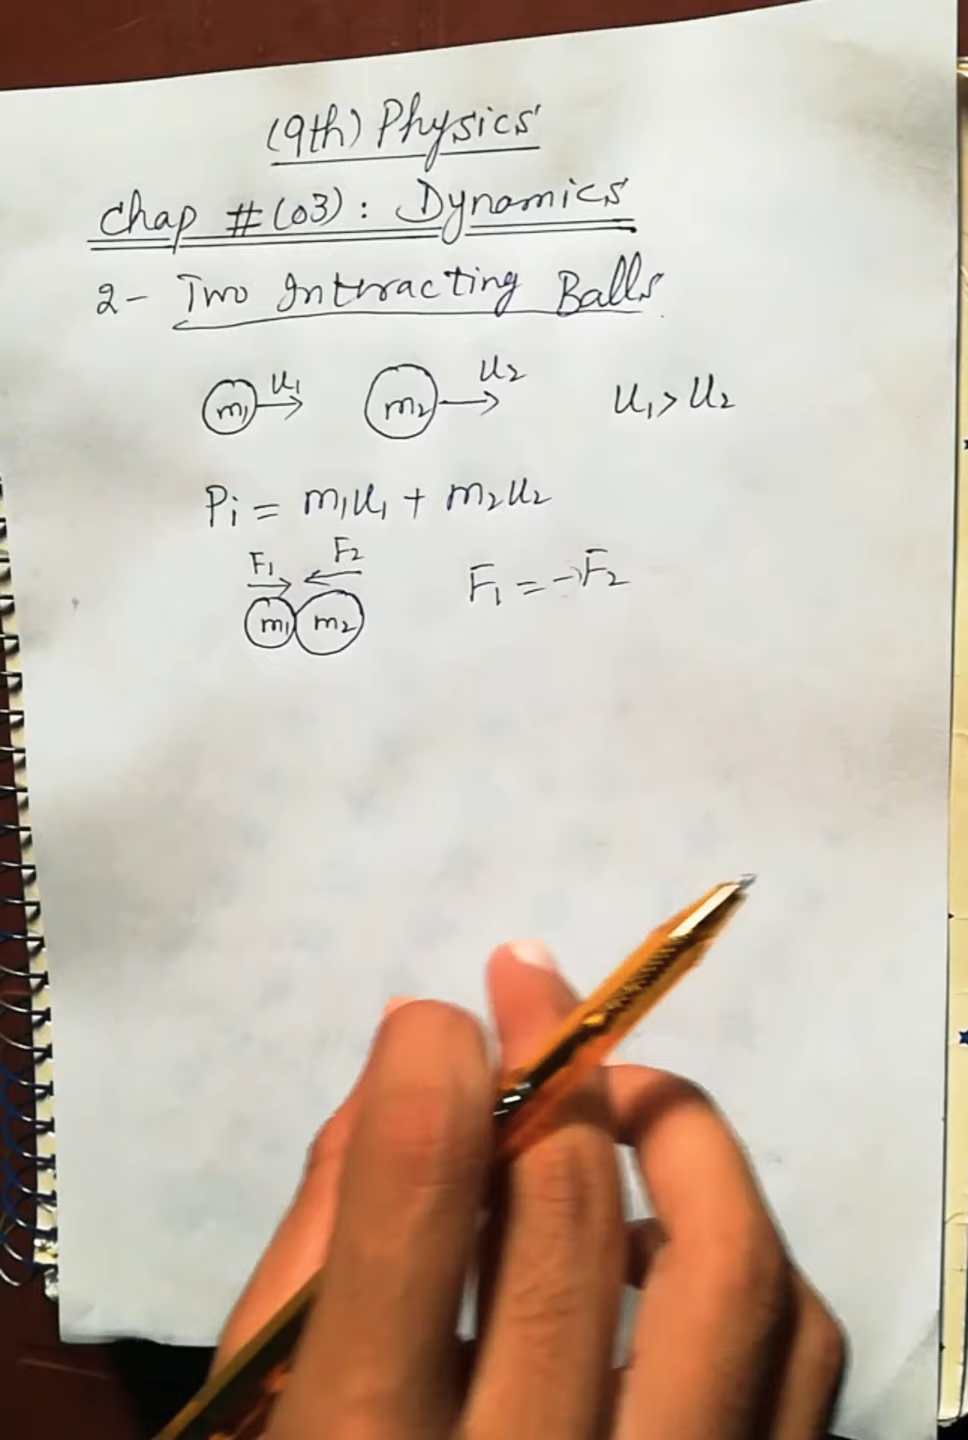 (9th) Physics
Chap #(03): Dynamics
2- Two Interacting Balls
m1 u1 m2 u2 u1>u2
Pi = m1u1 + m2u2
F1 F2
F1 = -F2
m1 m2